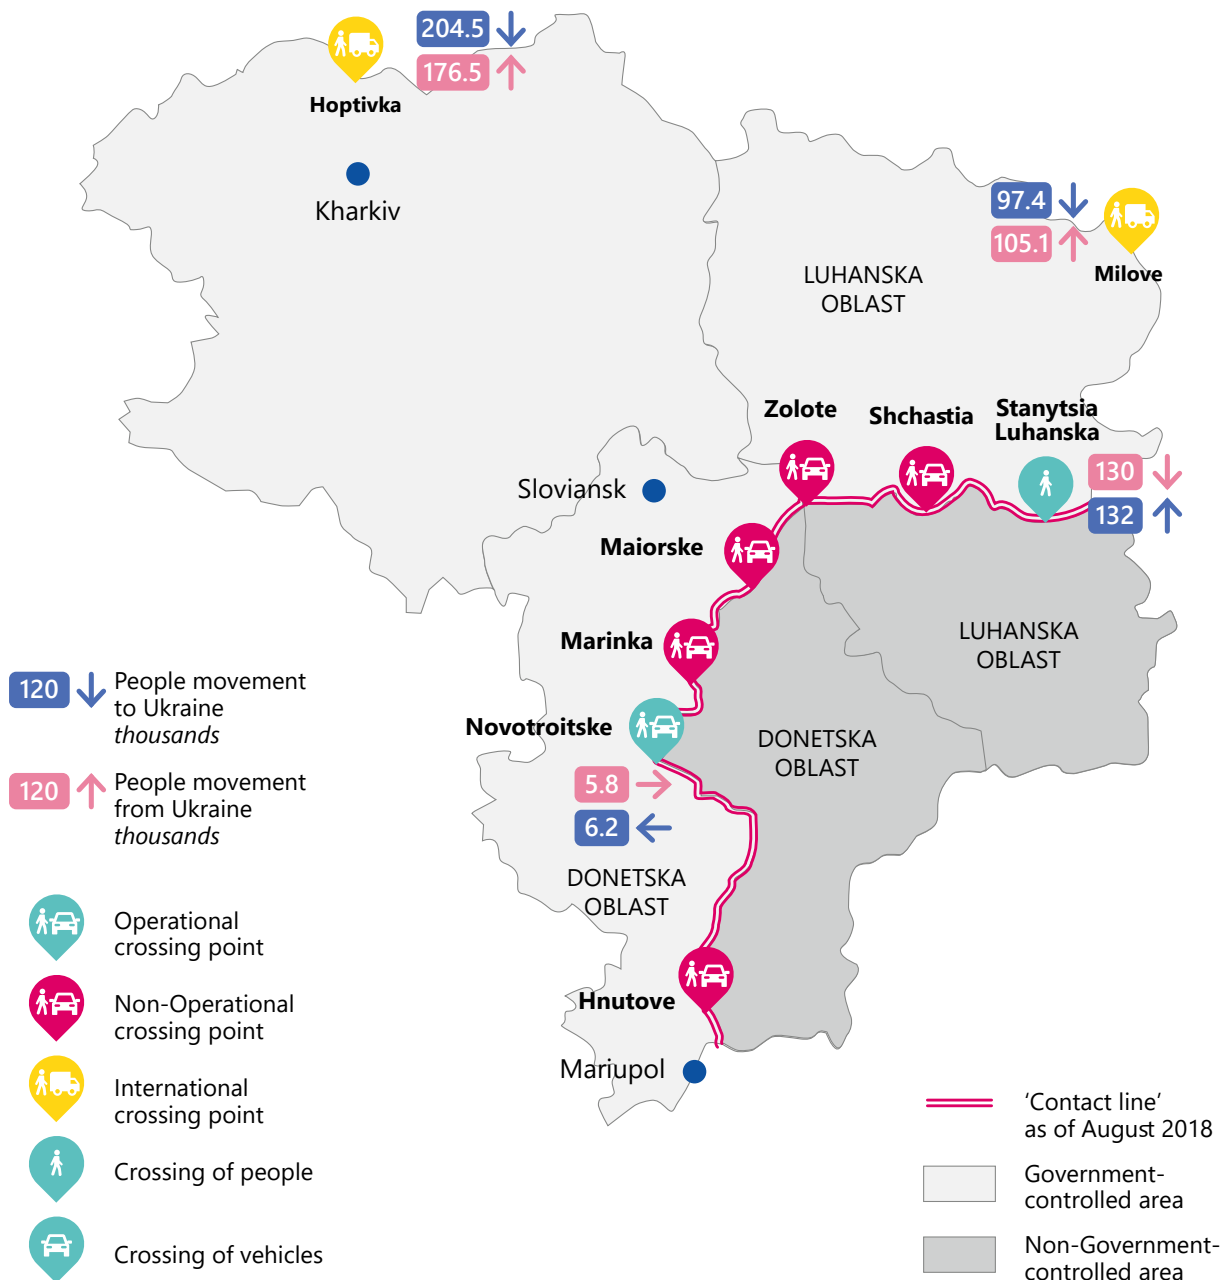 204.5
176.5
Hoptivka
Kharkiv
97.4
105.1
Milove
LUHANSKA
OBLAST
Zolote
Shchastia
Stanytsia
Luhanska
130
132
Sloviansk
Maiorske
Marinka
LUHANSKA
OBLAST
Novotroitske
DONETSKA
OBLAST
5.8
6.2
DONETSKA
OBLAST
Hnutove
Mariupol
120
People movement
to Ukraine
thousands
120
People movement
from Ukraine
thousands
Operational
crossing point
Non-Operational
crossing point
International
crossing point
Crossing of people
Crossing of vehicles
'Contact line'
as of August 2018
Government-
controlled area
Non-Government-
controlled area